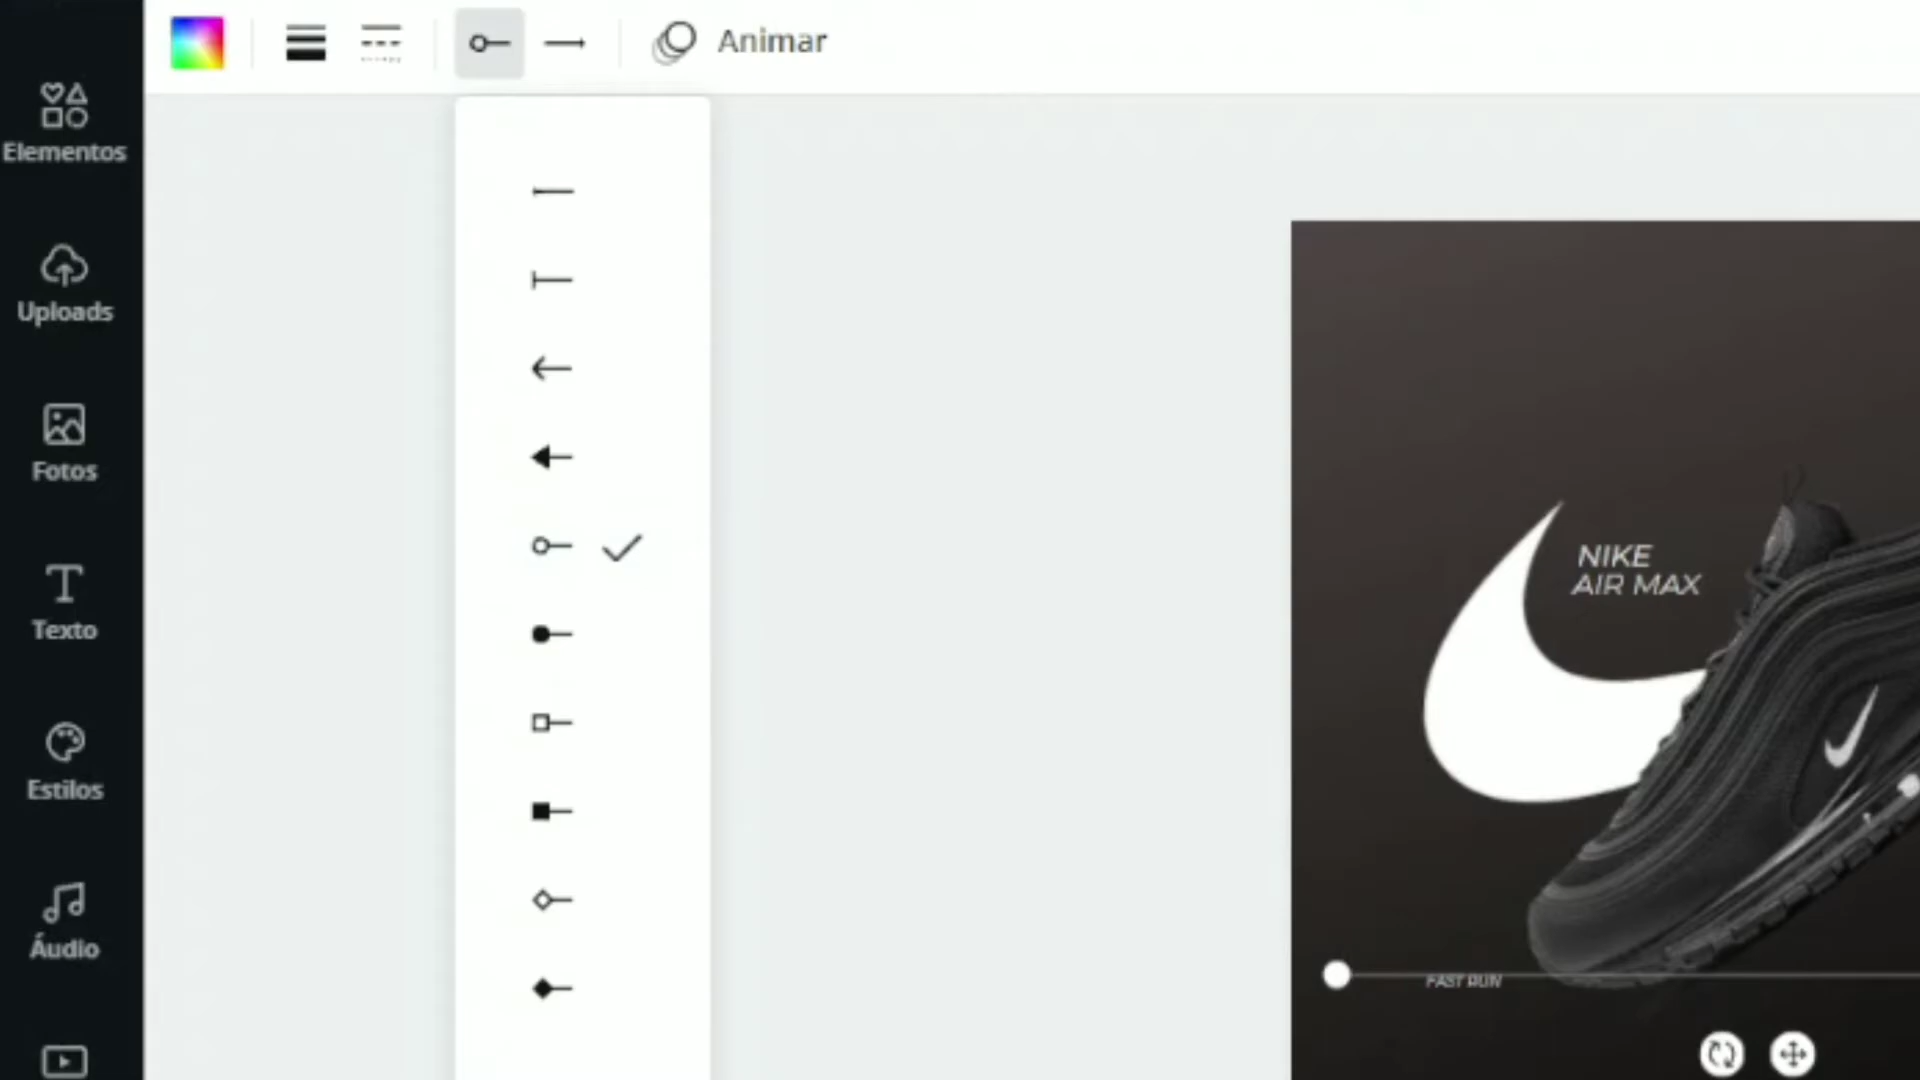 Animar
Elementos
Uploads
Fotos
Texto
Estilos
Áudio
NIKE
AIR MAX
FAST RUN